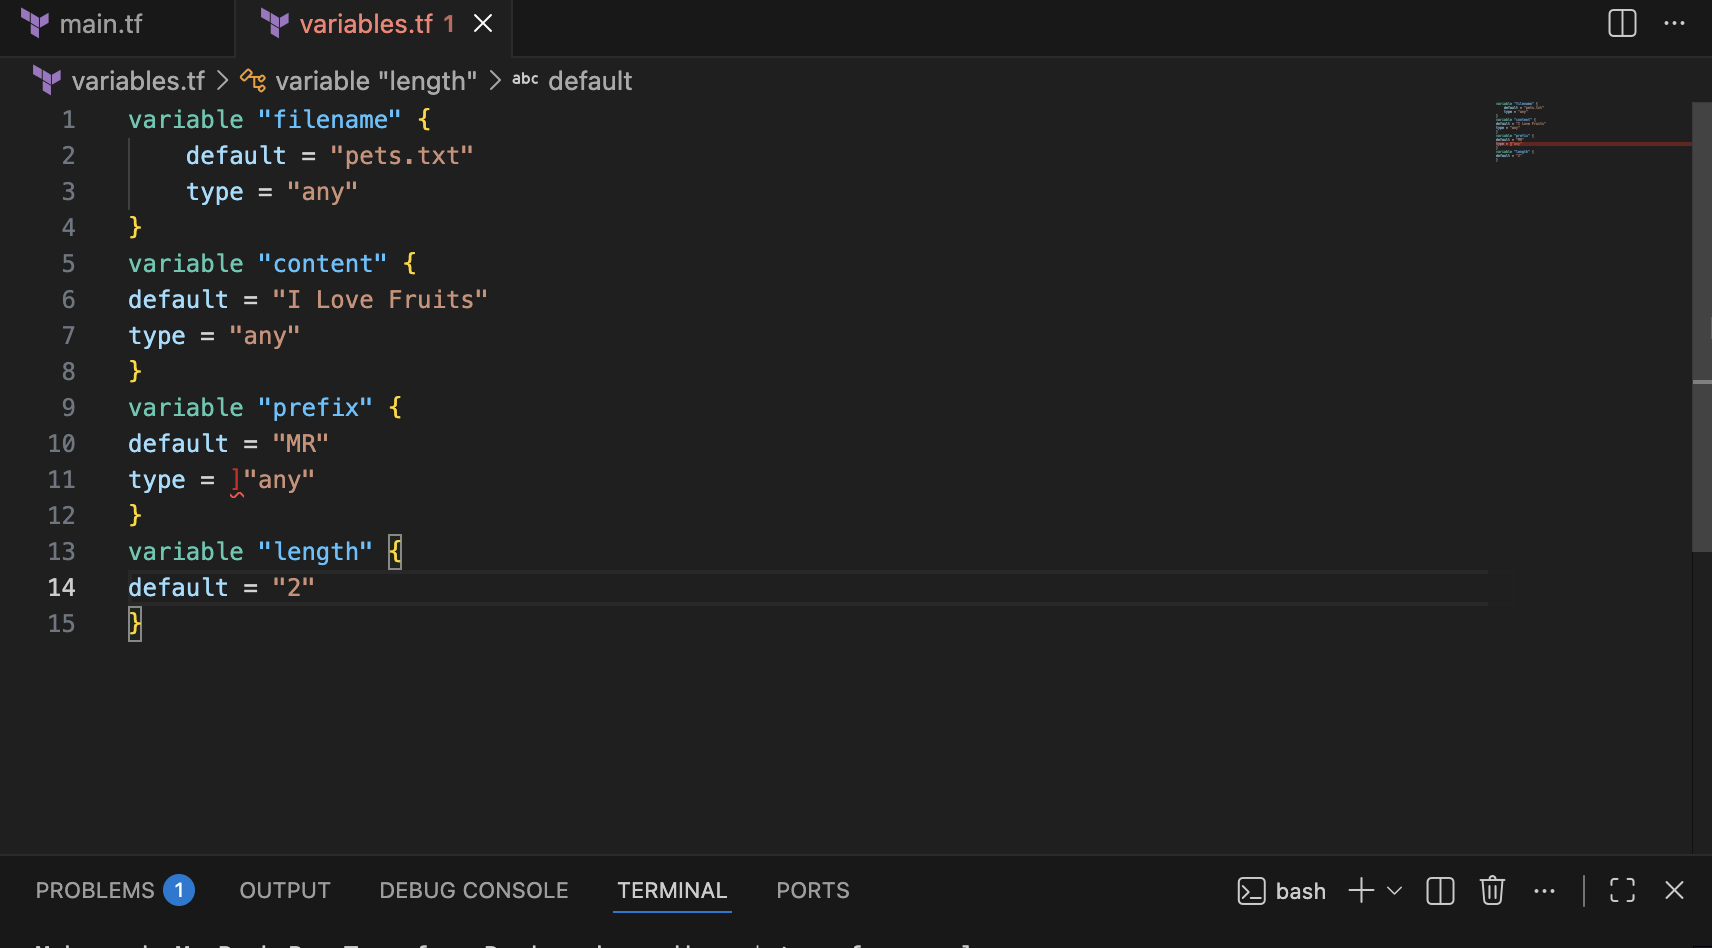 main.tf variables.tf 1
variables.tf > variable "length" > abc default
1 variable "filename" {
2     default = "pets.txt"
3     type = "any"
4 }
5 variable "content" {
6 default = "I Love Fruits"
7 type = "any"
8 }
9 variable "prefix" {
10 default = "MR"
11 type = ]"any"
12 }
13 variable "length" {
14 default = "2"
15 }
PROBLEMS 1 OUTPUT DEBUG CONSOLE TERMINAL PORTS bash